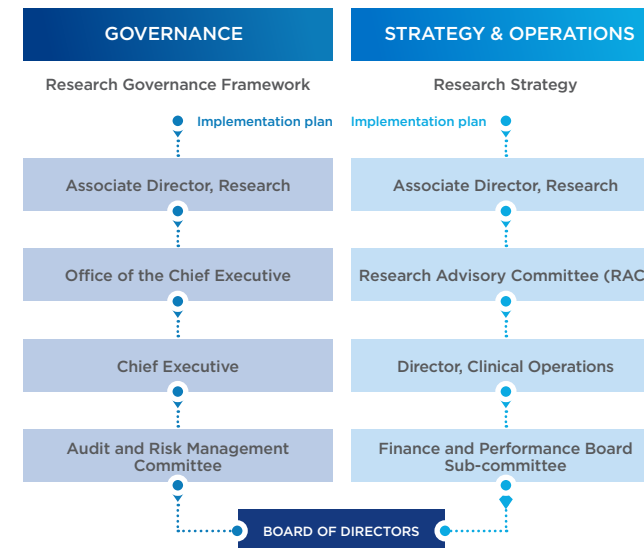 GOVERNANCE
Research Governance Framework
Implementation plan
Associate Director, Research
Office of the Chief Executive
Chief Executive
Audit and Risk Management
Committee
STRATEGY & OPERATIONS
Research Strategy
Implementation plan
Associate Director, Research
Research Advisory Committee (RAC
Director, Clinical Operations
Finance and Performance Board
Sub-committee
BOARD OF DIRECTORS